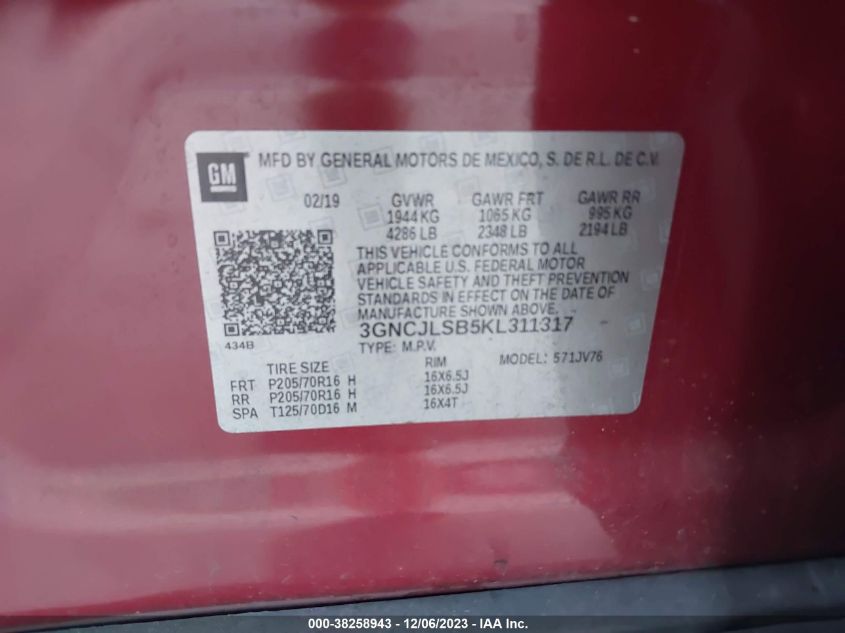 GM
MFD BY GENERAL MOTORS DE MEXICO, S. DE R.L. DE C.V.
02/19 GVWR GAWR FRT GAWR RR
1944 KG 1065 KG 995 KG
4286 LB 2348 LB 2194 LB
THIS VEHICLE CONFORMS TO ALL
APPLICABLE U.S. FEDERAL MOTOR
VEHICLE SAFETY AND THEFT PREVENTION
STANDARDS IN EFFECT ON THE DATE OF
MANUFACTURE SHOWN ABOVE.
3GNCJLSB5KL311317
434B
TYPE: M.P.V. MODEL: 571JV76
TIRE SIZE RIM
FRT P205/70R16 H 16X6.5J
RR P205/70R16 H 16X6.5J
SPA T125/70D16 M 16X4T
000-38258943 - 12/06/2023 - IAA Inc.